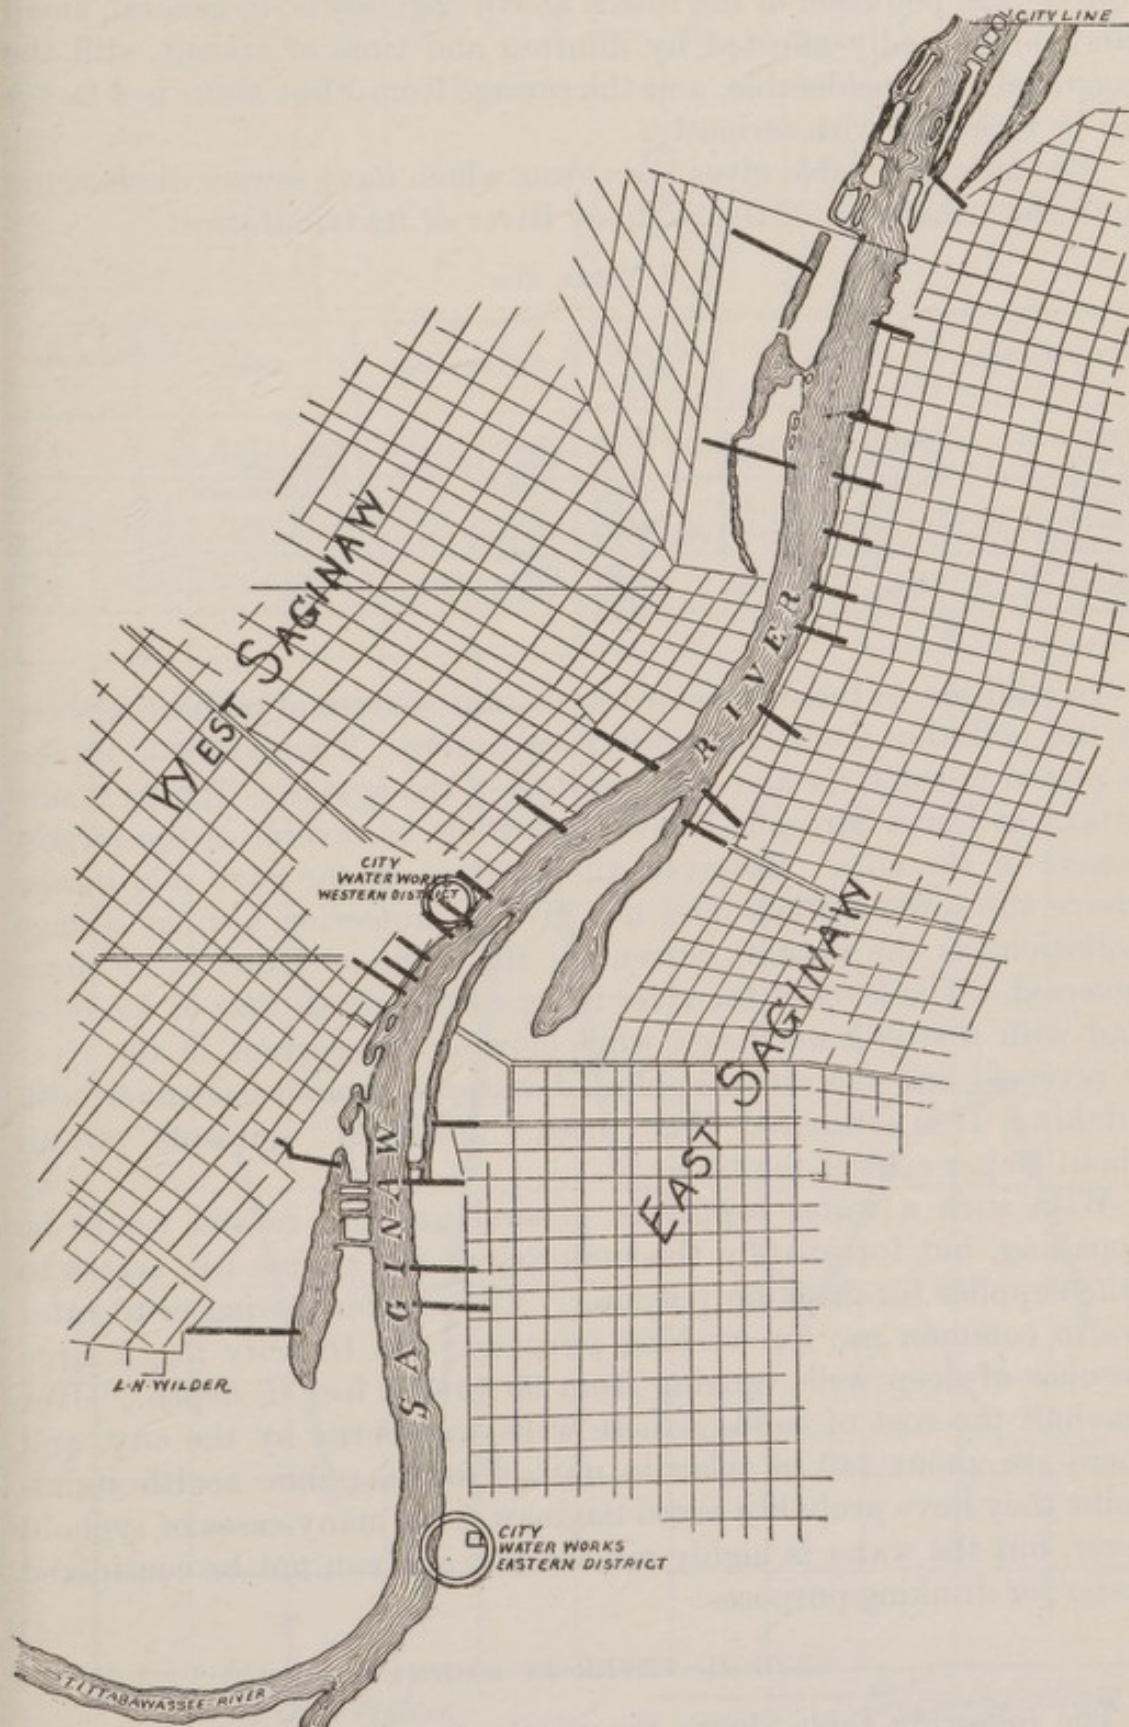 CITY LINE
WEST SAGINAW
RIVER
CITY
WATER WORKS
WESTERN DISTRICT
EAST SAGINAW
SAGINAW
L.N. WILDER
CITY
WATER WORKS
EASTERN DISTRICT
TITTABAWASSEE RIVER